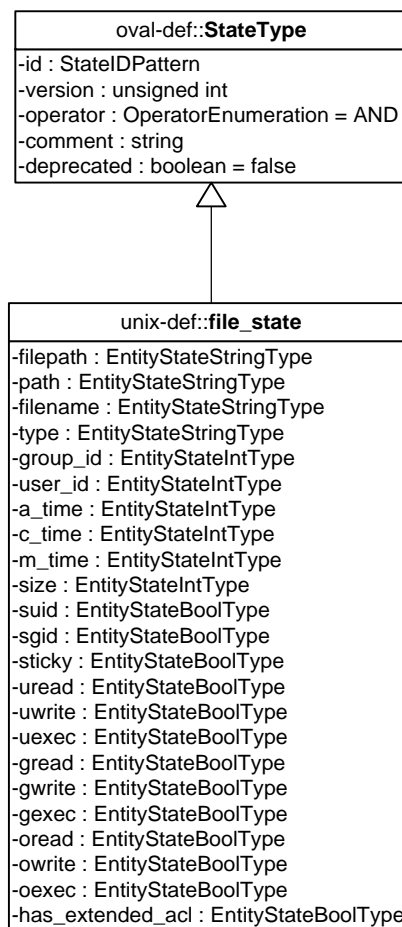 oval-def::StateType
-id : StateIDPattern
-version : unsigned int
-operator : OperatorEnumeration = AND
-comment : string
-deprecated : boolean = false
unix-def::file_state
-filepath : EntityStateStringType
-path : EntityStateStringType
-filename : EntityStateStringType
-type : EntityStateStringType
-group_id : EntityStateIntType
-user_id : EntityStateIntType
-a_time : EntityStateIntType
-c_time : EntityStateIntType
-m_time : EntityStateIntType
-size : EntityStateIntType
-suid : EntityStateBoolType
-sgid : EntityStateBoolType
-sticky : EntityStateBoolType
-uread : EntityStateBoolType
-uwrite : EntityStateBoolType
-uexec : EntityStateBoolType
-gread : EntityStateBoolType
-gwrite : EntityStateBoolType
-gexec : EntityStateBoolType
-oread : EntityStateBoolType
-owrite : EntityStateBoolType
-oexec : EntityStateBoolType
-has_extended_acl : EntityStateBoolType